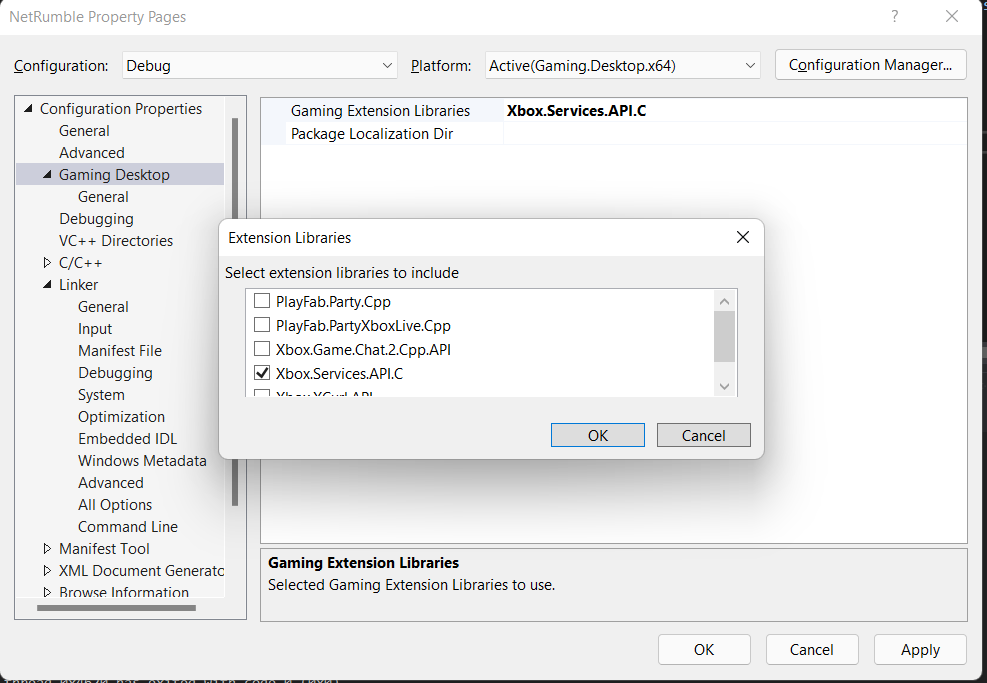 NetRumble Property Pages
Configuration: Debug Platform: Active(Gaming.Desktop.x64) Configuration Manager...
Configuration Properties
General
Advanced
Gaming Desktop
General
Debugging
VC++ Directories
C/C++
Linker
General
Input
Manifest File
Debugging
System
Optimization
Embedded IDL
Windows Metadata
Advanced
All Options
Command Line
Manifest Tool
XML Document Generato
Browse Information
Gaming Extension Libraries Xbox.Services.API.C
Package Localization Dir
Extension Libraries
Select extension libraries to include
PlayFab.Party.Cpp
PlayFab.PartyXboxLive.Cpp
Xbox.Game.Chat.2.Cpp.API
Xbox.Services.API.C
Xbox.XCurl.API
OK Cancel
Gaming Extension Libraries
Selected Gaming Extension Libraries to use.
OK Cancel Apply